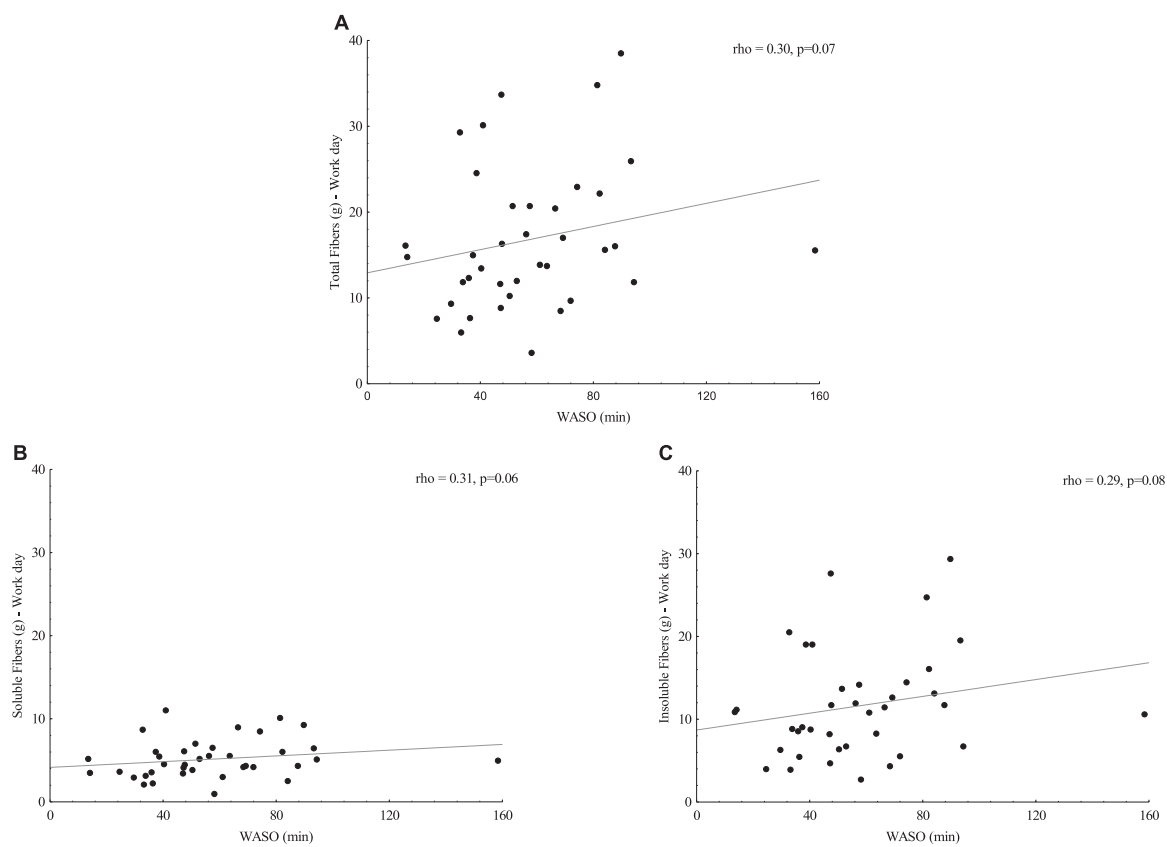 A
rho = 0.30, p=0.07
Total Fibers (g) - Work day
40
30
20
10
0
0 40 80 120 160
WASO (min)
B
rho = 0.31, p=0.06
Soluble Fibers (g) - Work day
40
30
20
10
0
0 40 80 120 160
WASO (min)
C
rho = 0.29, p=0.08
Insoluble Fibers (g) - Work day
40
30
20
10
0
0 40 80 120 160
WASO (min)